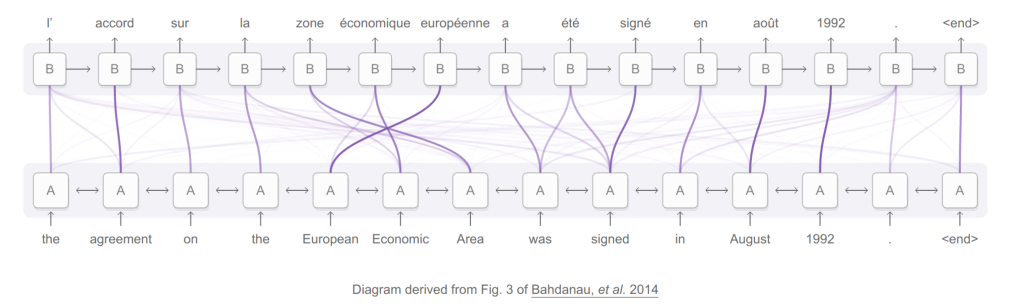 l' accord sur la zone économique européenne a été signé en août 1992 . <end>
B B B B B B B B B B B B B B B
A A A A A A A A A A A A A A
the agreement on the European Economic Area was signed in August 1992 . <end>
Diagram derived from Fig. 3 of Bahdanau, et al. 2014